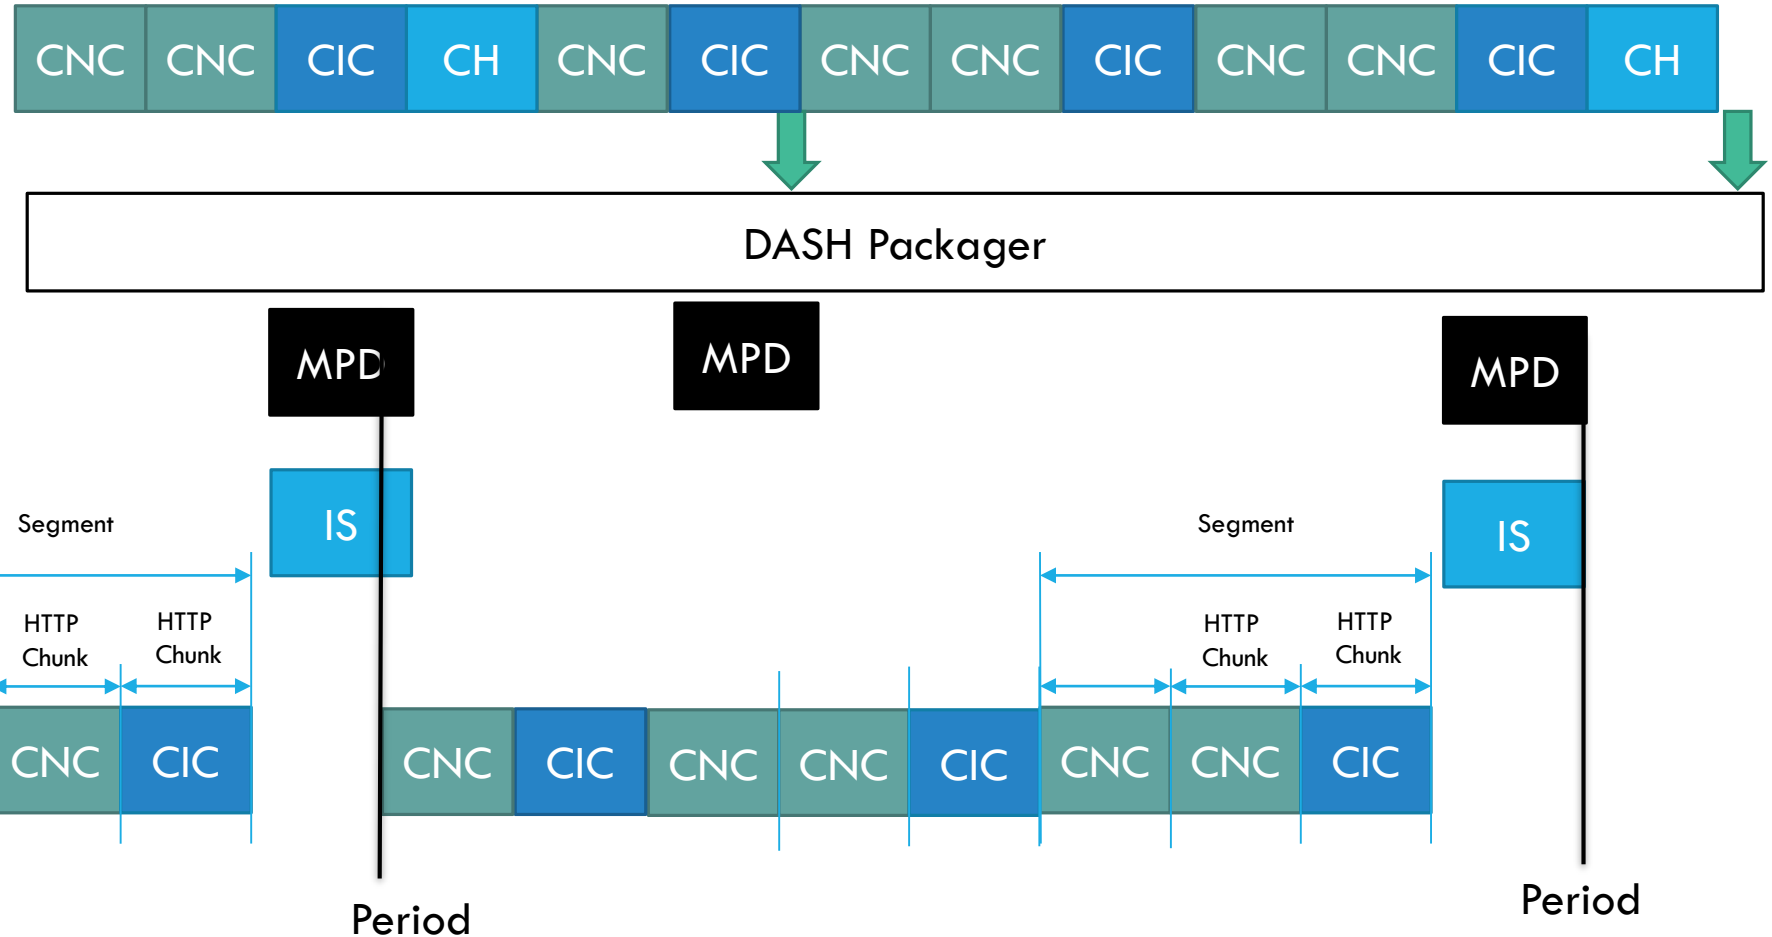 CNC CNC CIC CH CNC CIC CNC CNC CIC CNC CNC CIC CH
DASH Packager
MPD MPD MPD
IS IS
Segment Segment
HTTP HTTP HTTP HTTP
Chunk Chunk Chunk Chunk
CNC CIC CNC CIC CNC CNC CIC CNC CNC CIC
Period Period